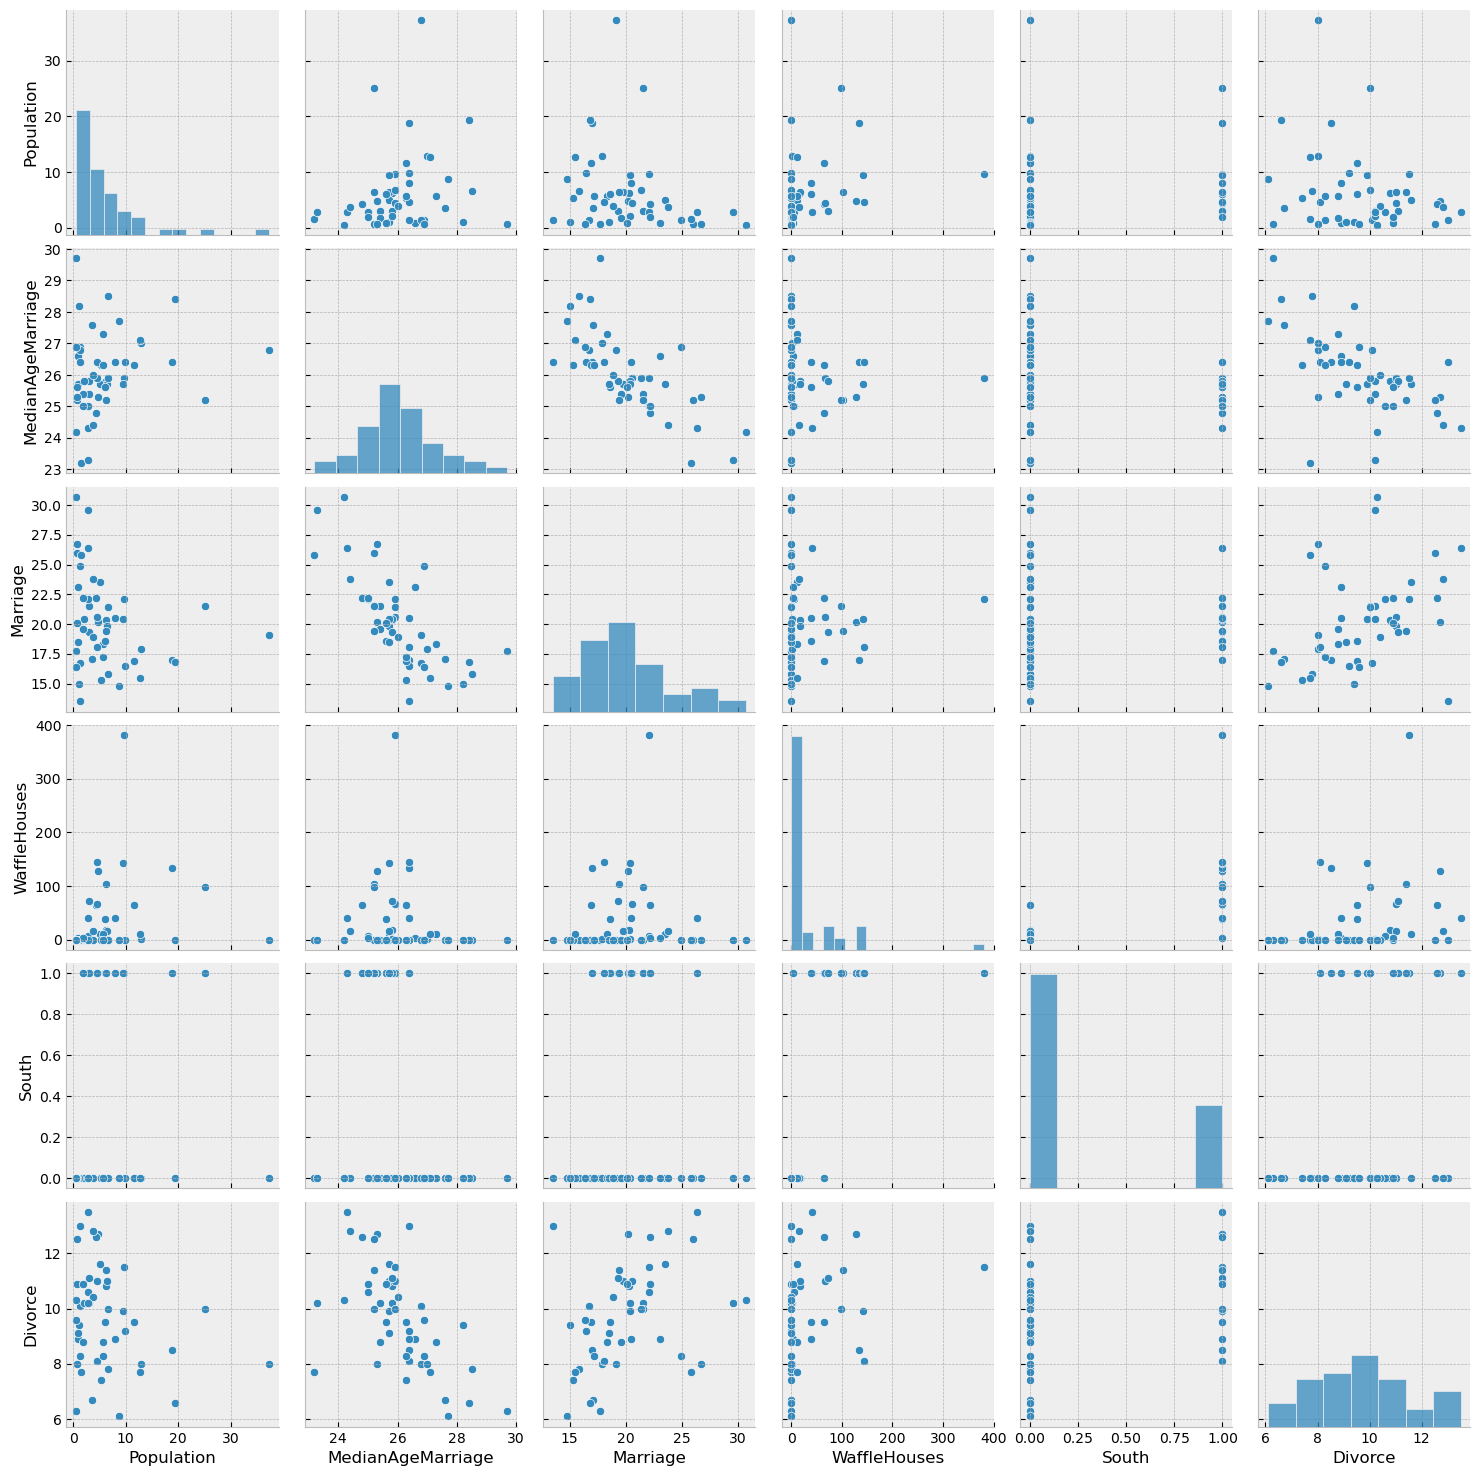 Population
30
20
10
0
MedianAgeMarriage
30
29
28
27
26
25
24
23
Marriage
30.0
27.5
25.0
22.5
20.0
17.5
15.0
WaffleHouses
400
300
200
100
0
South
1.0
0.8
0.6
0.4
0.2
0.0
Divorce
12
10
8
6
0 10 20 30
24 26 28 30
15 20 25 30
0 100 200 300 400
0.00 0.25 0.50 0.75 1.00
6 8 10 12
Population MedianAgeMarriage Marriage WaffleHouses South Divorce